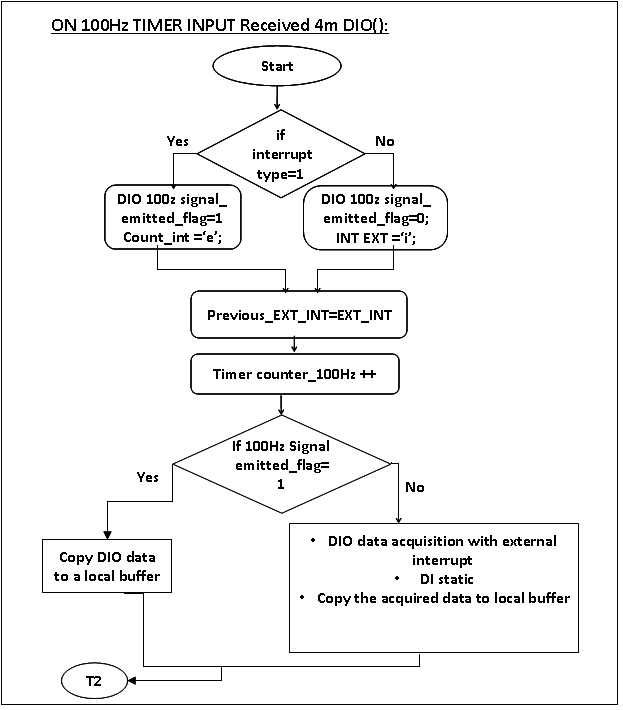 ON 100Hz TIMER INPUT Received 4m DIO():
Start
if
interrupt
type=1
Yes
No
DIO 100z signal_
emitted_flag=1
Count_int =‘e’;
DIO 100z signal_
emitted_flag=0;
INT EXT =‘i’;
Previous_EXT_INT=EXT_INT
Timer counter_100Hz ++
If 100Hz Signal
emitted_flag=
1
Yes
No
Copy DIO data
to a local buffer
• DIO data acquisition with external
interrupt
• DI static
• Copy the acquired data to local buffer
T2